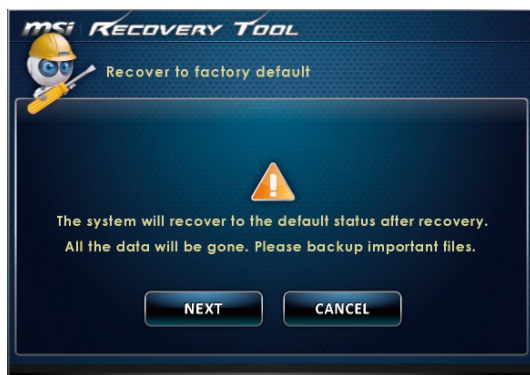 msi RECOVERY TOOL
Recover to factory default
The system will recover to the default status after recovery.
All the data will be gone. Please backup important files.
NEXT CANCEL